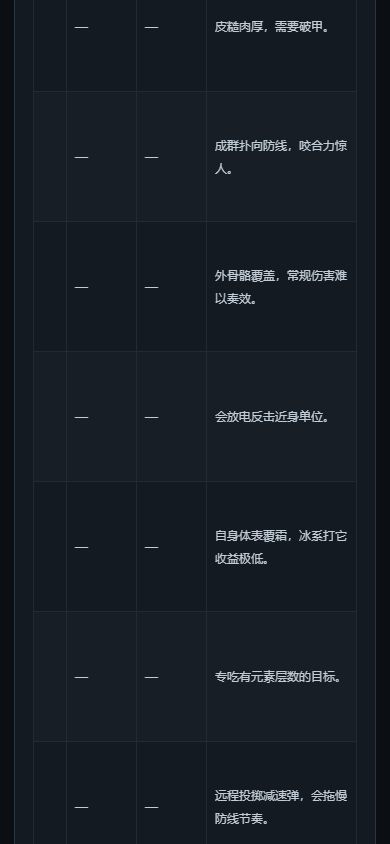 — — 皮糙肉厚，需要破甲。
— — 成群扑向防线，咬合力惊
人。
— — 外骨骼覆盖，常规伤害难
以奏效。
— — 会放电反击近身单位。
— — 自身体表覆霜，冰系打它
收益极低。
— — 专吃有元素层数的目标。
— — 远程投掷减速弹，会拖慢
防线节奏。